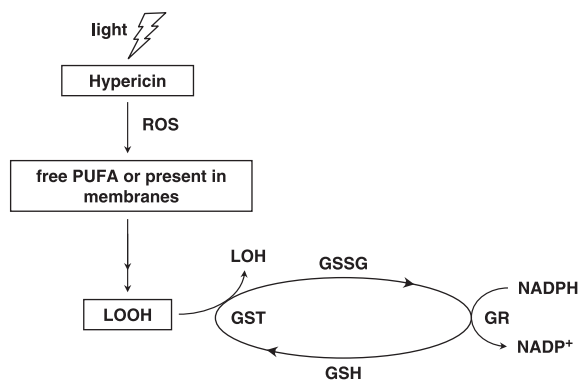 light
Hypericin
ROS
free PUFA or present in
membranes
LOH
GSSG
NADPH
LOOH
GST
GR
NADP+
GSH